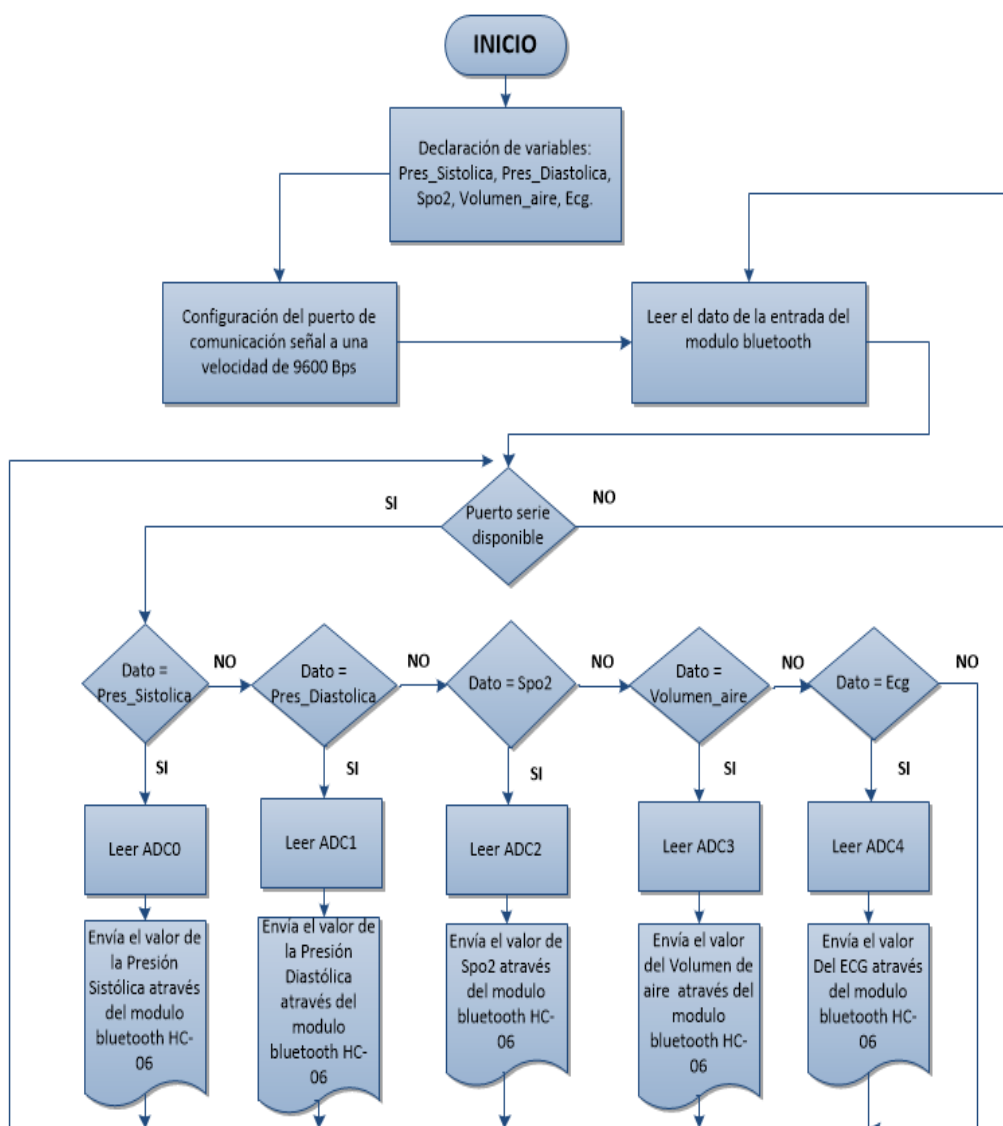 INICIO
Declaración de variables:
Pres_Sistolica, Pres_Diastolica,
Spo2, Volumen_aire, Ecg.
Configuración del puerto de
comunicación señal a una
velocidad de 9600 Bps
Leer el dato de la entrada del
modulo bluetooth
SI
Puerto serie
disponible
NO
Dato =
Pres_Sistolica
NO
Dato =
Pres_Diastolica
NO
Dato = Spo2
NO
Dato =
Volumen_aire
NO
Dato = Ecg
NO
SI
SI
SI
SI
SI
Leer ADC0
Leer ADC1
Leer ADC2
Leer ADC3
Leer ADC4
Envía el valor de
la Presión
Sistólica através
del modulo
bluetooth HC-
06
Envía el valor de
la Presión
Diastólica
através del
modulo
bluetooth HC-
06
Envía el valor de
Spo2 através
del modulo
bluetooth HC-
06
Envía el valor
del Volumen de
aire através del
modulo
bluetooth HC-
06
Envía el valor
Del ECG através
del modulo
bluetooth HC-
06